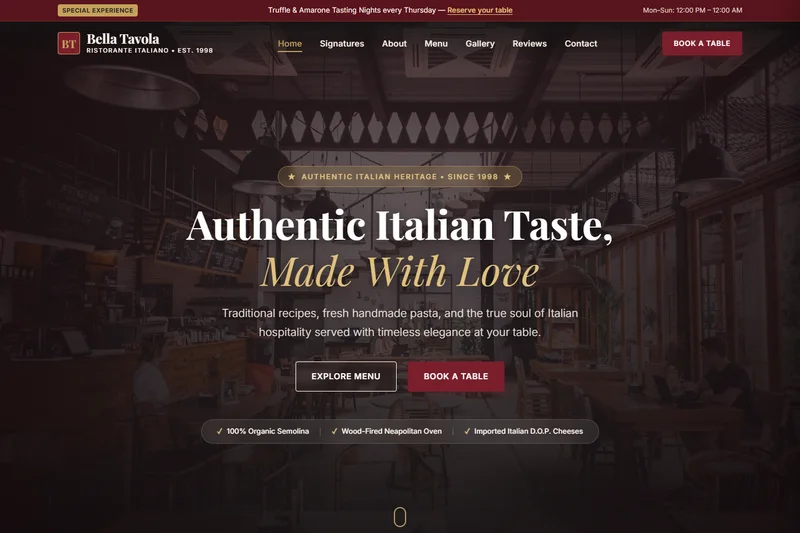 SPECIAL EXPERIENCE
Truffle & Amarone Tasting Nights every Thursday — Reserve your table
Mon–Sun: 12:00 PM – 12:00 AM
BT
Bella Tavola
RISTORANTE ITALIANO • EST. 1998
Home
Signatures
About
Menu
Gallery
Reviews
Contact
BOOK A TABLE
★ AUTHENTIC ITALIAN HERITAGE • SINCE 1998 ★
Authentic Italian Taste,
Made With Love
Traditional recipes, fresh handmade pasta, and the true soul of Italian
hospitality served with timeless elegance at your table.
EXPLORE MENU
BOOK A TABLE
✓ 100% Organic Semolina
✓ Wood-Fired Neapolitan Oven
✓ Imported Italian D.O.P. Cheeses